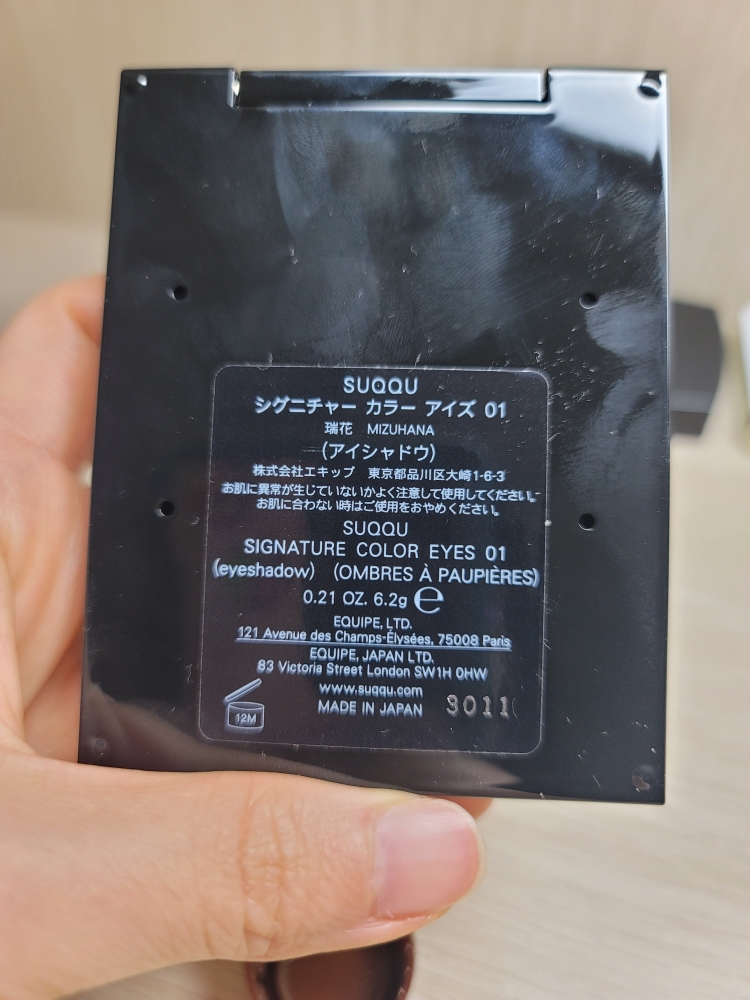 SUQQU
シグニチャー カラー アイズ 01
瑞花 MIZUHANA
(アイシャドウ)
株式会社エキップ 東京都品川区大崎1-6-3
お肌に異常が生じていないかよく注意して使用してください。
お肌に合わない時はご使用をおやめください。
SUQQU
SIGNATURE COLOR EYES 01
(eyeshadow) (OMBRES À PAUPIÈRES)
0.21 OZ. 6.2g ℮
EQUIPE, LTD.
121 Avenue des Champs-Élysées, 75008 Paris
EQUIPE, JAPAN LTD.
83 Victoria Street London SW1H 0HW
www.suqqu.com
12M
MADE IN JAPAN 3011